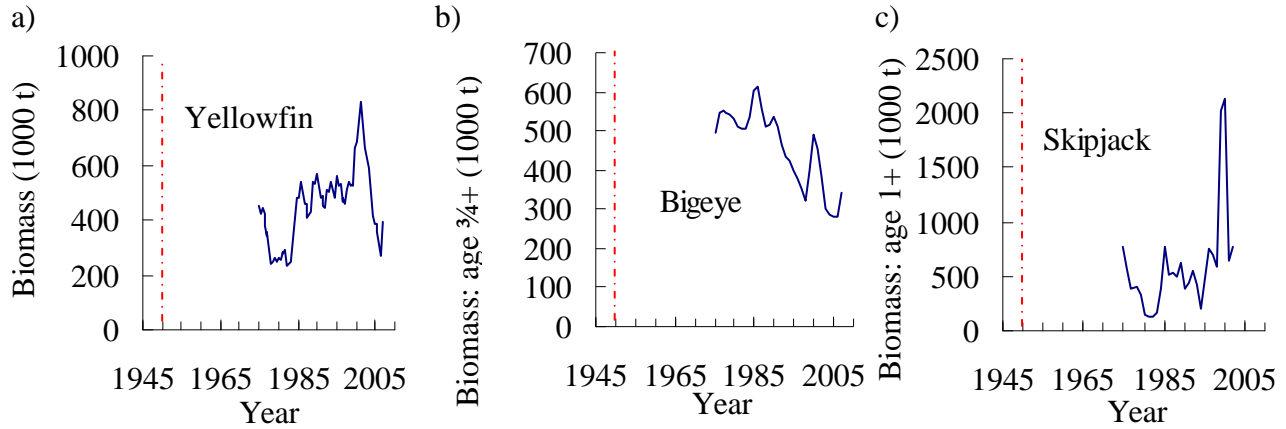 a)
Biomass (1000 t)
1000
800
600
400
200
0
Yellowfin
1945 1965 1985 2005
Year
b)
Biomass: age ¾+ (1000 t)
700
600
500
400
300
200
100
0
Bigeye
1945 1965 1985 2005
Year
c)
Biomass: age 1+ (1000 t)
2500
2000
1500
1000
500
0
Skipjack
1945 1965 1985 2005
Year